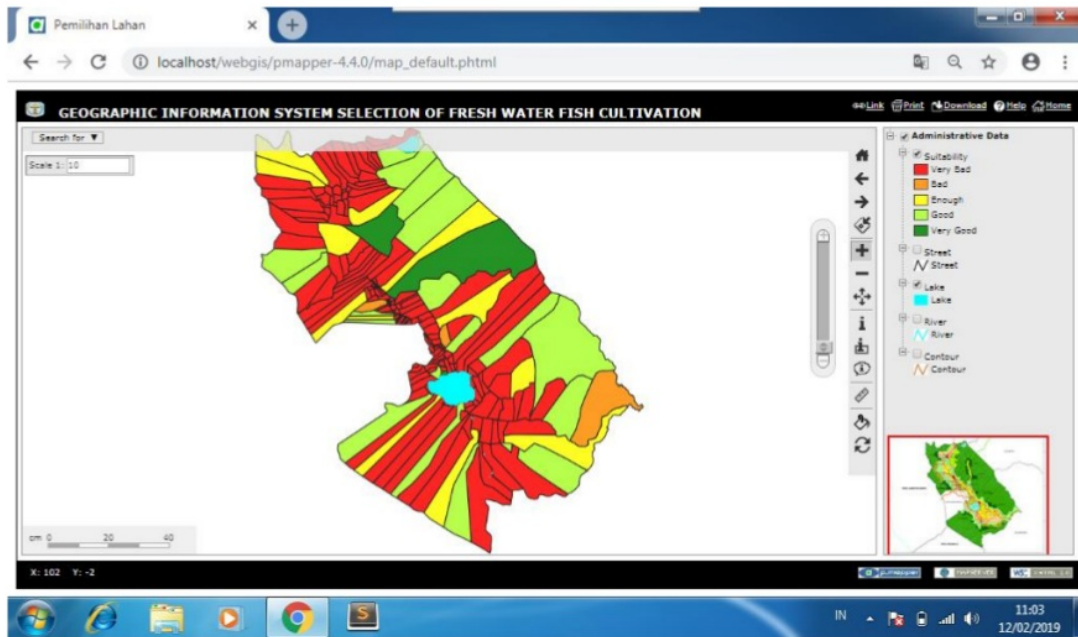 Pemilihan Lahan
localhost/webgis/pmapper-4.4.0/map_default.phtml
GEOGRAPHIC INFORMATION SYSTEM SELECTION OF FRESH WATER FISH CULTIVATION
Link Print Download Help Home
Search for ▼
Scale 1: 10
Administrative Data
Suitability
Very Bad
Bad
Enough
Good
Very Good
Street
Street
Lake
Lake
River
River
Contour
Contour
cm 0 20 40
X: 102 Y: -2
IN
11:03
12/02/2019